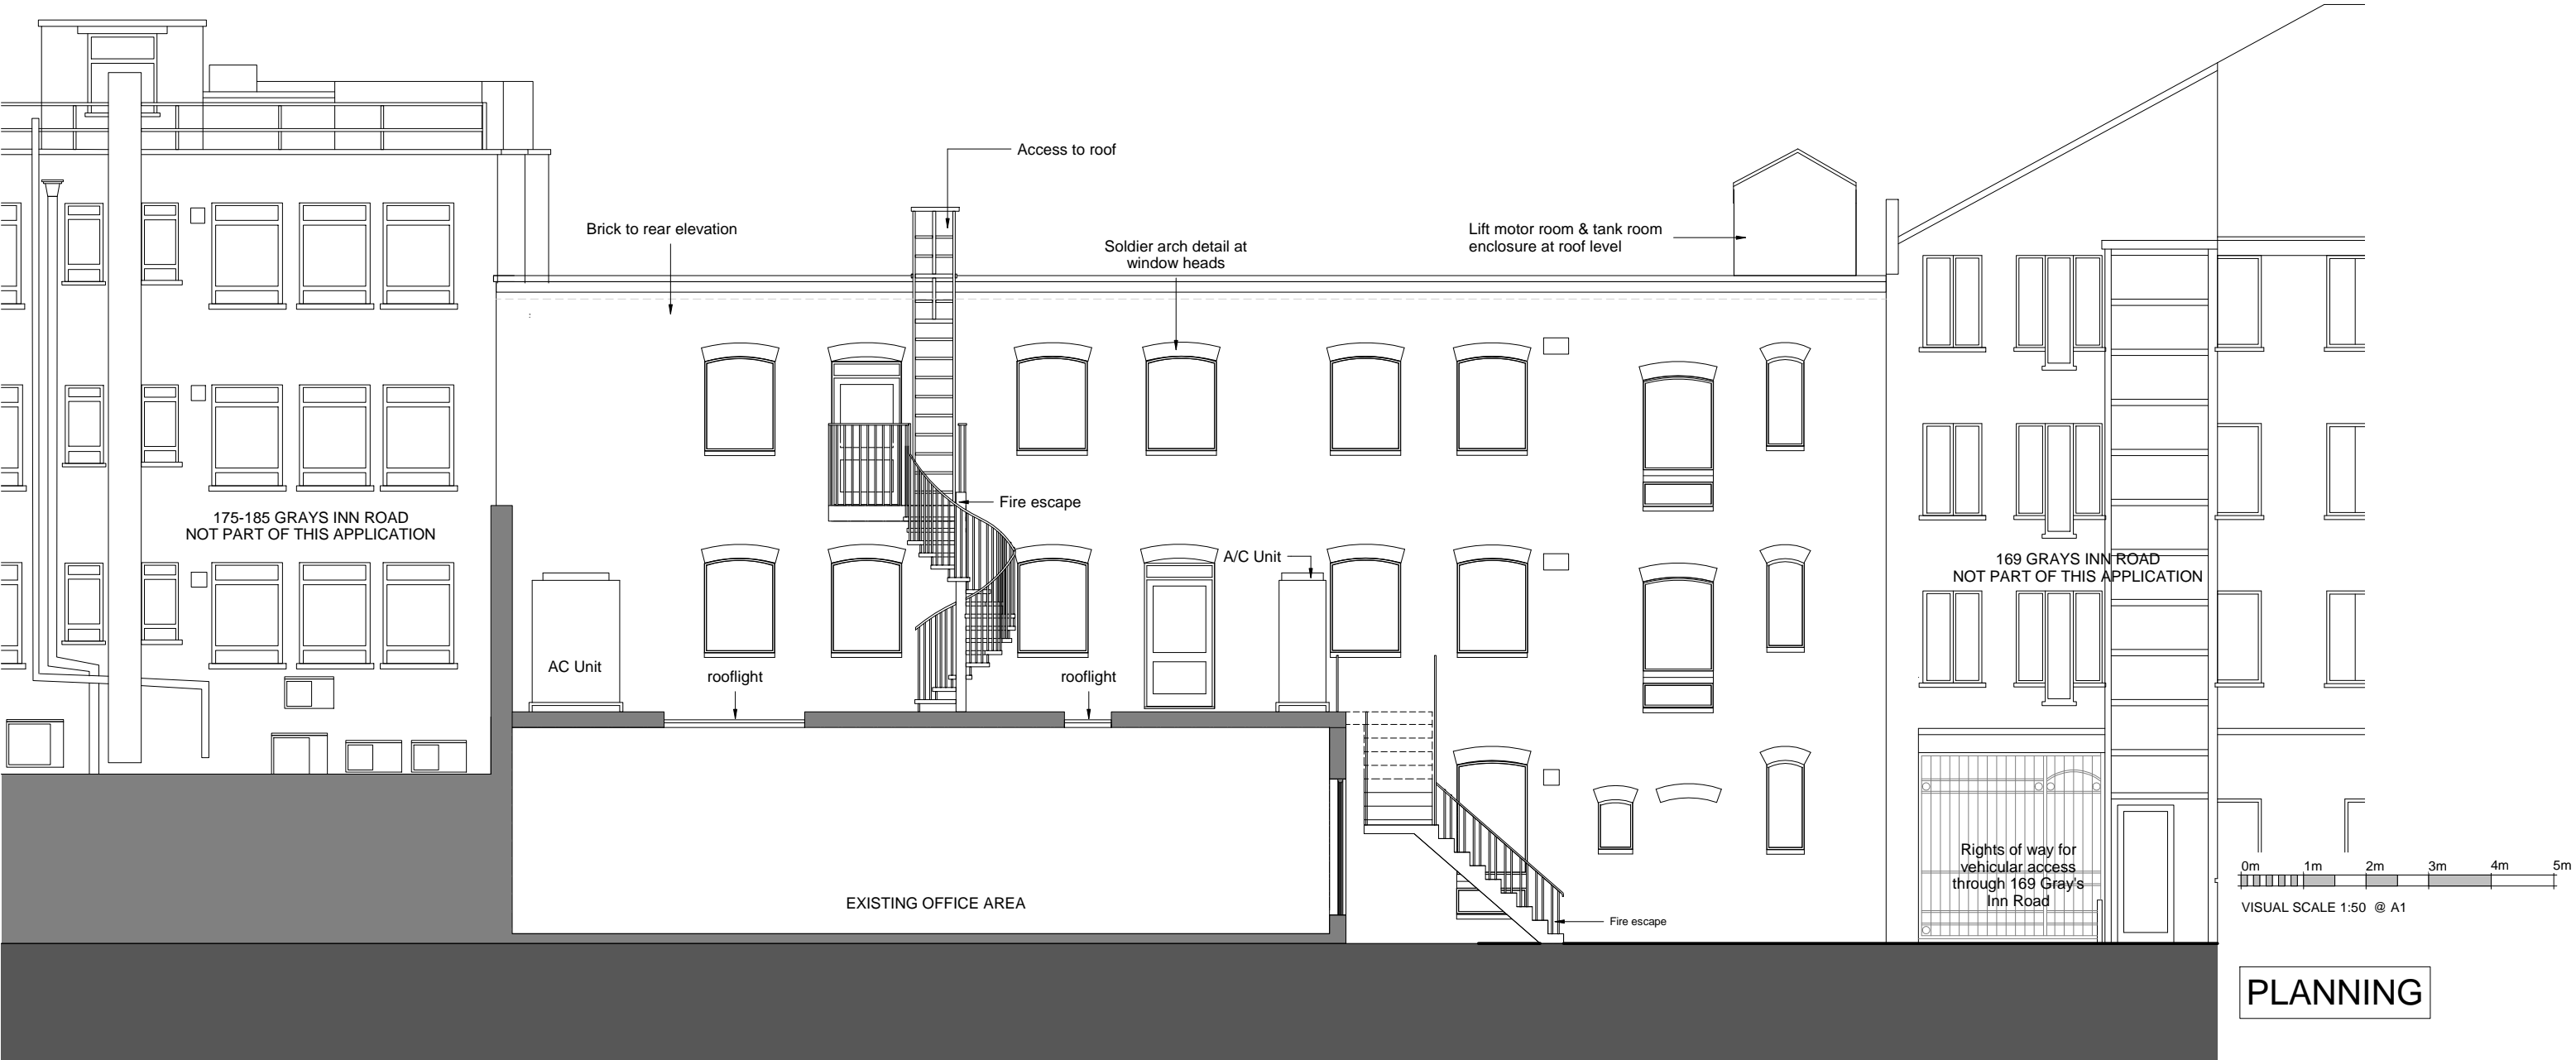 Access to roof
Brick to rear elevation
Lift motor room & tank room
enclosure at roof level
Soldier arch detail at
window heads
Fire escape
175-185 GRAYS INN ROAD
NOT PART OF THIS APPLICATION
A/C Unit
169 GRAYS INN ROAD
NOT PART OF THIS APPLICATION
AC Unit
rooflight
rooflight
Rights of way for
vehicular access
through 169 Gray's
Inn Road
0m 1m 2m 3m 4m 5m
VISUAL SCALE 1:50 @ A1
EXISTING OFFICE AREA
Fire escape
PLANNING